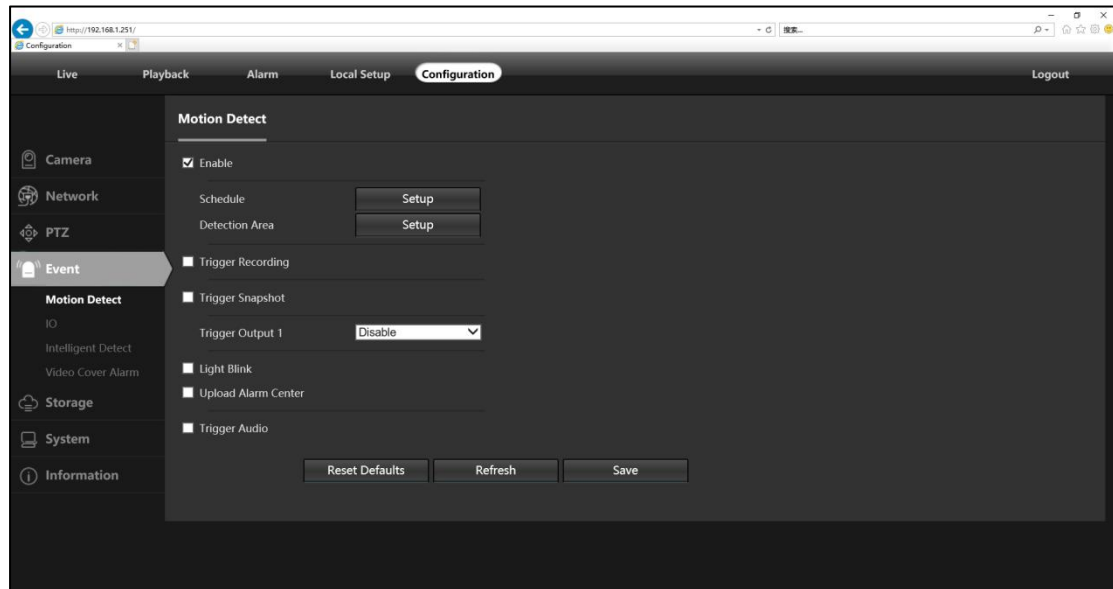 http://192.168.1.251/
搜索...
Configuration
Live Playback Alarm Local Setup Configuration Logout
Motion Detect
Camera
Network
PTZ
Event
Motion Detect
IO
Intelligent Detect
Video Cover Alarm
Storage
System
Information
Enable
Schedule Setup
Detection Area Setup
Trigger Recording
Trigger Snapshot
Trigger Output 1 Disable
Light Blink
Upload Alarm Center
Trigger Audio
Reset Defaults Refresh Save